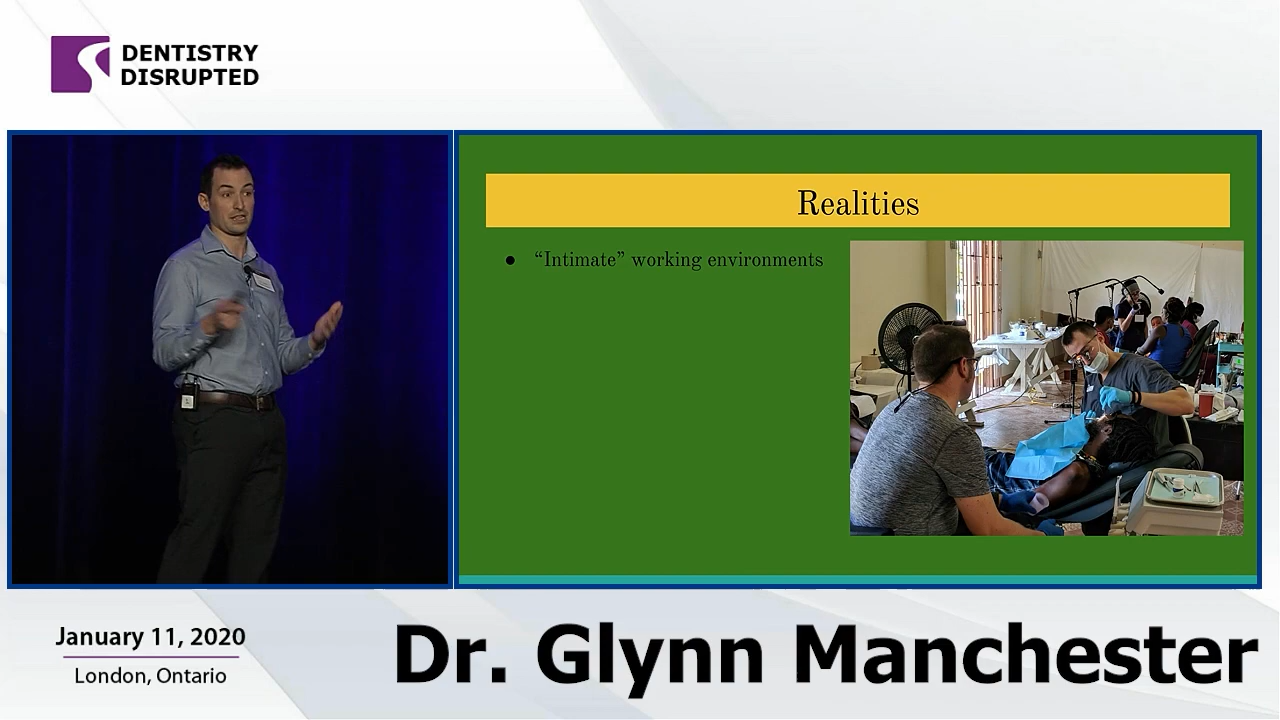 DENTISTRY
DISRUPTED
Realities
● “Intimate” working environments
January 11, 2020
London, Ontario
Dr. Glynn Manchester